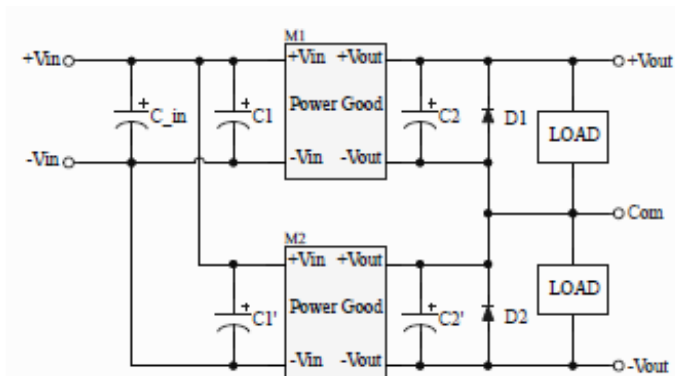 M1
+Vin
+Vin +Vout
+Vout
+ C_in
+ C1
Power Good
+ C2
D1
LOAD
-Vin
-Vin -Vout
Com
M2
+Vin +Vout
+ C1'
Power Good
+ C2'
D2
LOAD
-Vin -Vout
-Vout